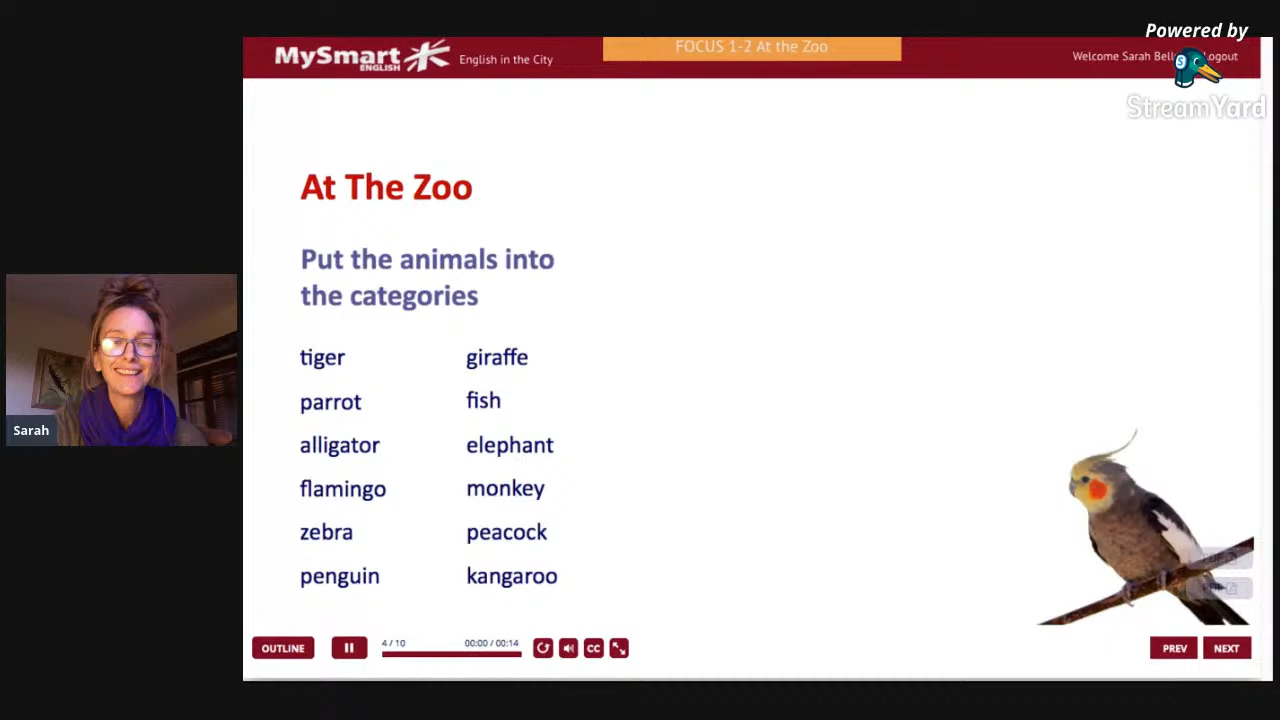 Powered by
StreamYard
MySmart
ENGLISH
English in the City
FOCUS 1-2 At the Zoo
Welcome Sarah Bell
Logout
At The Zoo
Put the animals into
the categories
tiger
parrot
alligator
flamingo
zebra
penguin
giraffe
fish
elephant
monkey
peacock
kangaroo
Sarah
OUTLINE
4 / 10
00:00 / 00:14
CC
PREV
NEXT